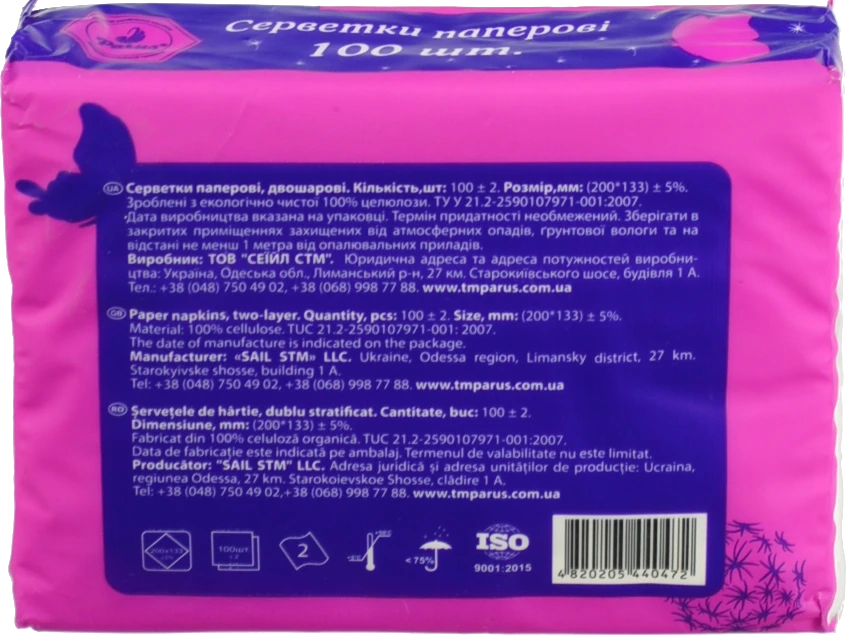 Серветки паперові
100 шт.
UA Серветки паперові, двошарові. Кількість,шт: 100 ± 2. Розмір,мм: (200*133) ± 5%.
Зроблені з екологічно чистої 100% целюлози. ТУ У 21.2-2590107971-001:2007.
Дата виробництва вказана на упаковці. Термін придатності необмежений. Зберігати в
закритих приміщеннях захищених від атмосферних опадів, ґрунтової вологи та на
відстані не менш 1 метра від опалювальних приладів.
Виробник: ТОВ "СЕЙЛ СТМ". Юридична адреса та адреса потужностей виробни-
цтва: Україна, Одеська обл., Лиманський р-н, 27 км. Старокиївського шосе, будівля 1 А.
Тел.: +38 (048) 750 49 02, +38 (068) 998 77 88. www.tmparus.com.ua
GB Paper napkins, two-layer. Quantity, pcs: 100 ± 2. Size, mm: (200*133) ± 5%.
Material: 100% cellulose. TUC 21.2-2590107971-001: 2007.
The date of manufacture is indicated on the package.
Manufacturer: «SAIL STM» LLC. Ukraine, Odessa region, Limansky district, 27 km.
Starokyivske shosse, building 1 A.
Tel: +38 (048) 750 49 02, +38 (068) 998 77 88. www.tmparus.com.ua
RO Șervețele de hârtie, dublu stratificat. Cantitate, buc: 100 ± 2.
Dimensiune, mm: (200*133) ± 5%.
Fabricat din 100% celuloză organică. TUC 21.2-2590107971-001:2007.
Data de fabricație este indicată pe ambalaj. Termenul de valabilitate nu este limitat.
Producător: "SAIL STM" LLC. Adresa juridică și adresa unităților de producție: Ucraina,
regiunea Odessa, 27 km. Starokoievskoe Shosse, clădire 1 A.
Tel: +38 (048) 750 49 02,+38 (068) 998 77 88. www.tmparus.com.ua
200×133
100шт
2
<75%
ISO
9001:2015
4 820205 440472